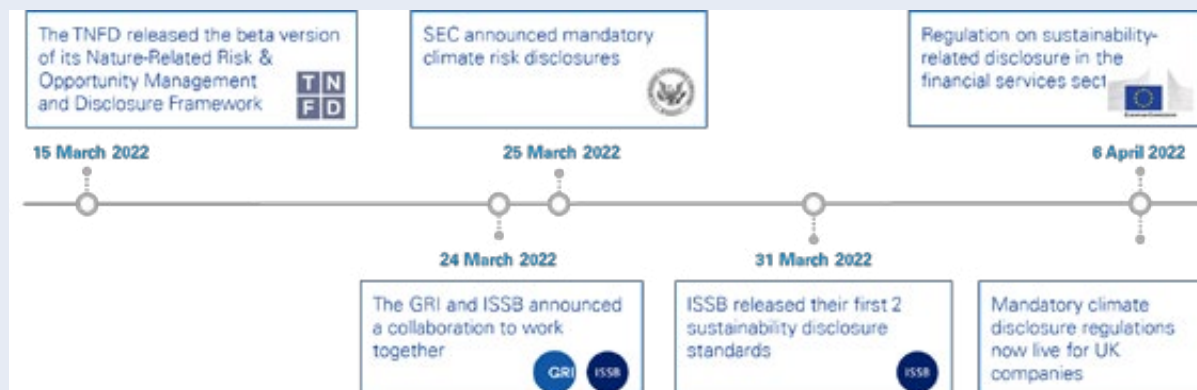 The TNFD released the beta version
of its Nature-Related Risk &
Opportunity Management
and Disclosure Framework
T N
F D
15 March 2022
SEC announced mandatory
climate risk disclosures
25 March 2022
Regulation on sustainability-
related disclosure in the
financial services sect
6 April 2022
24 March 2022
The GRI and ISSB announced
a collaboration to work
together
GRI
ISSB
31 March 2022
ISSB released their first 2
sustainability disclosure
standards
ISSB
Mandatory climate
disclosure regulations
now live for UK
companies